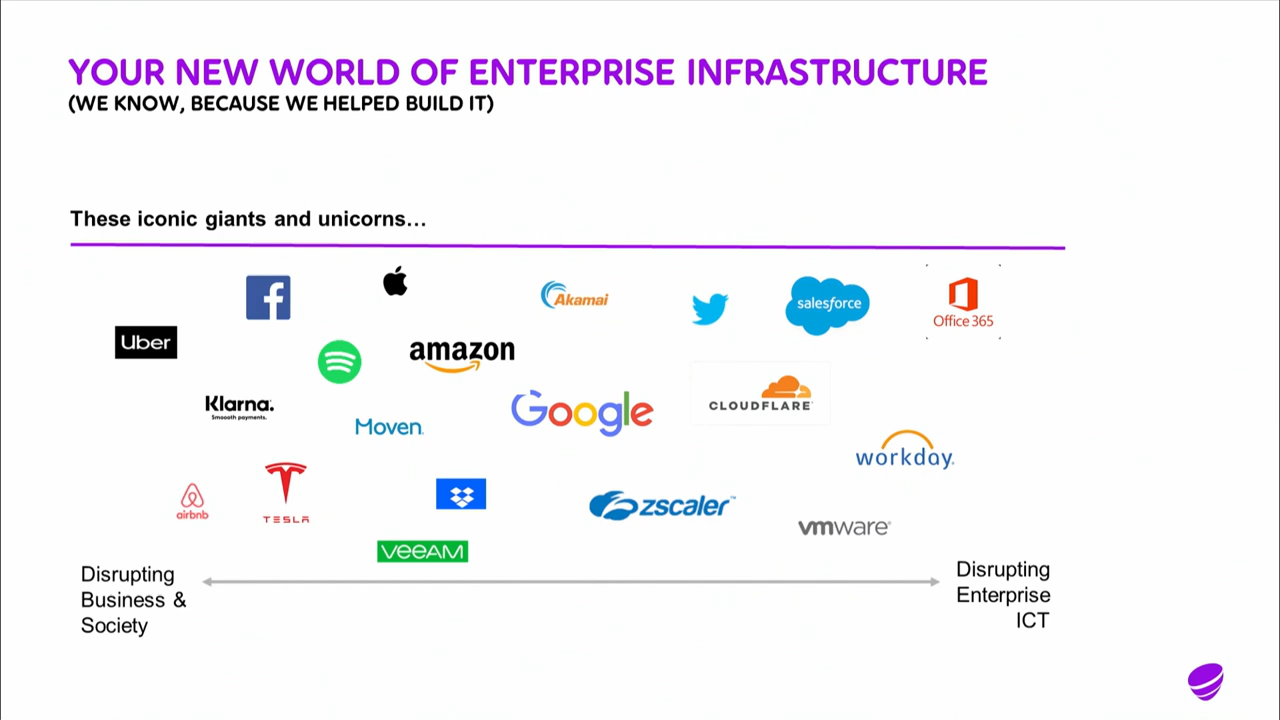 YOUR NEW WORLD OF ENTERPRISE INFRASTRUCTURE
(WE KNOW, BECAUSE WE HELPED BUILD IT)
These iconic giants and unicorns…
Akamai
salesforce
Office 365
Uber
amazon
Klarna.
Smoooth payments.
Moven.
Google
CLOUDFLARE
workday.
airbnb
TESLA
zscaler™
vmware®
veeAM
Disrupting
Business &
Society
Disrupting
Enterprise
ICT